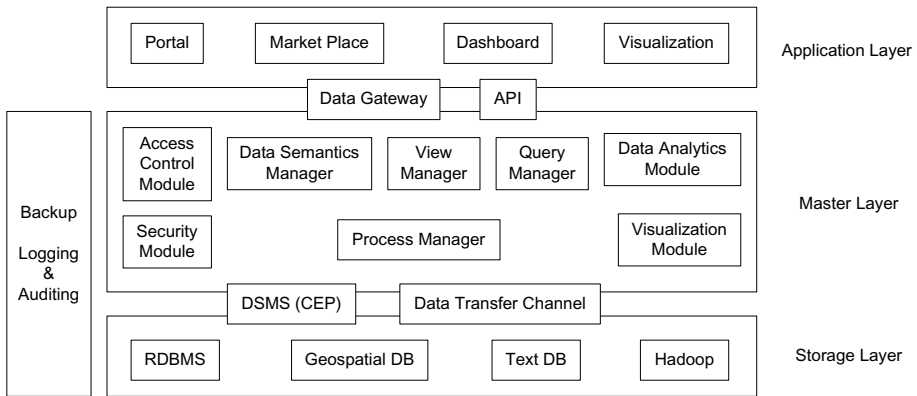 Portal
Market Place
Dashboard
Visualization
Application Layer
Data Gateway
API
Access
Control
Module
Data Semantics
Manager
View
Manager
Query
Manager
Data Analytics
Module
Master Layer
Security
Module
Process Manager
Visualization
Module
Backup
Logging
&
Auditing
DSMS (CEP)
Data Transfer Channel
RDBMS
Geospatial DB
Text DB
Hadoop
Storage Layer